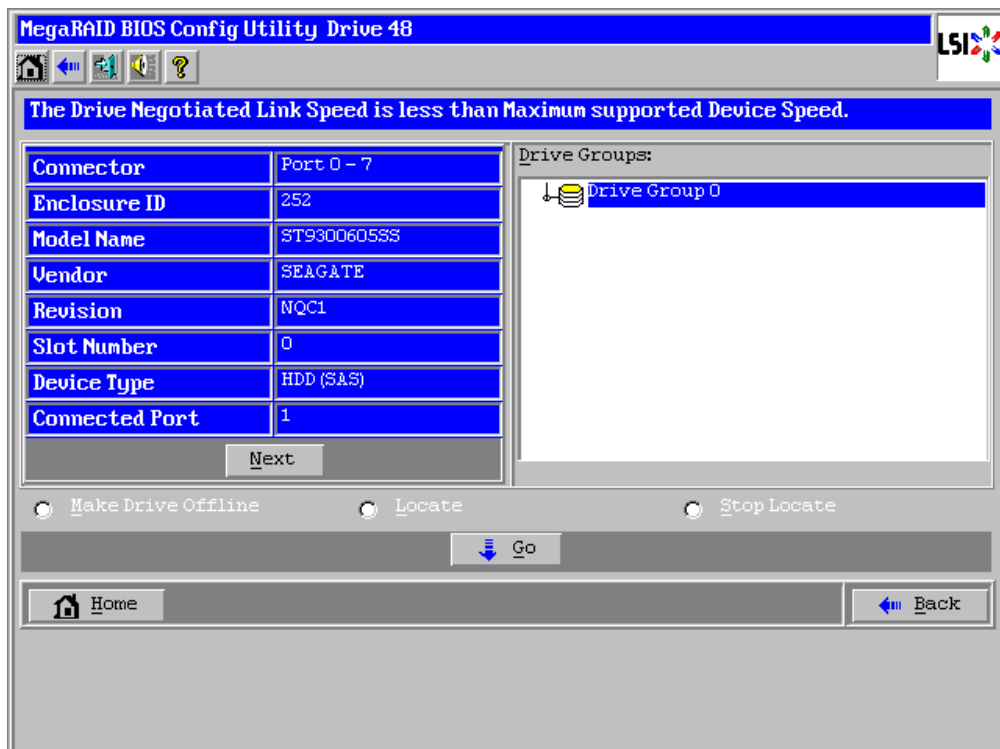 MegaRAID BIOS Config Utility Drive 48
LSI
The Drive Negotiated Link Speed is less than Maximum supported Device Speed.
Connector Port 0 - 7
Enclosure ID 252
Model Name ST9300605SS
Vendor SEAGATE
Revision NQC1
Slot Number 0
Device Type HDD (SAS)
Connected Port 1
Next
Drive Groups:
Drive Group 0
Make Drive Offline Locate Stop Locate
Go
Home Back